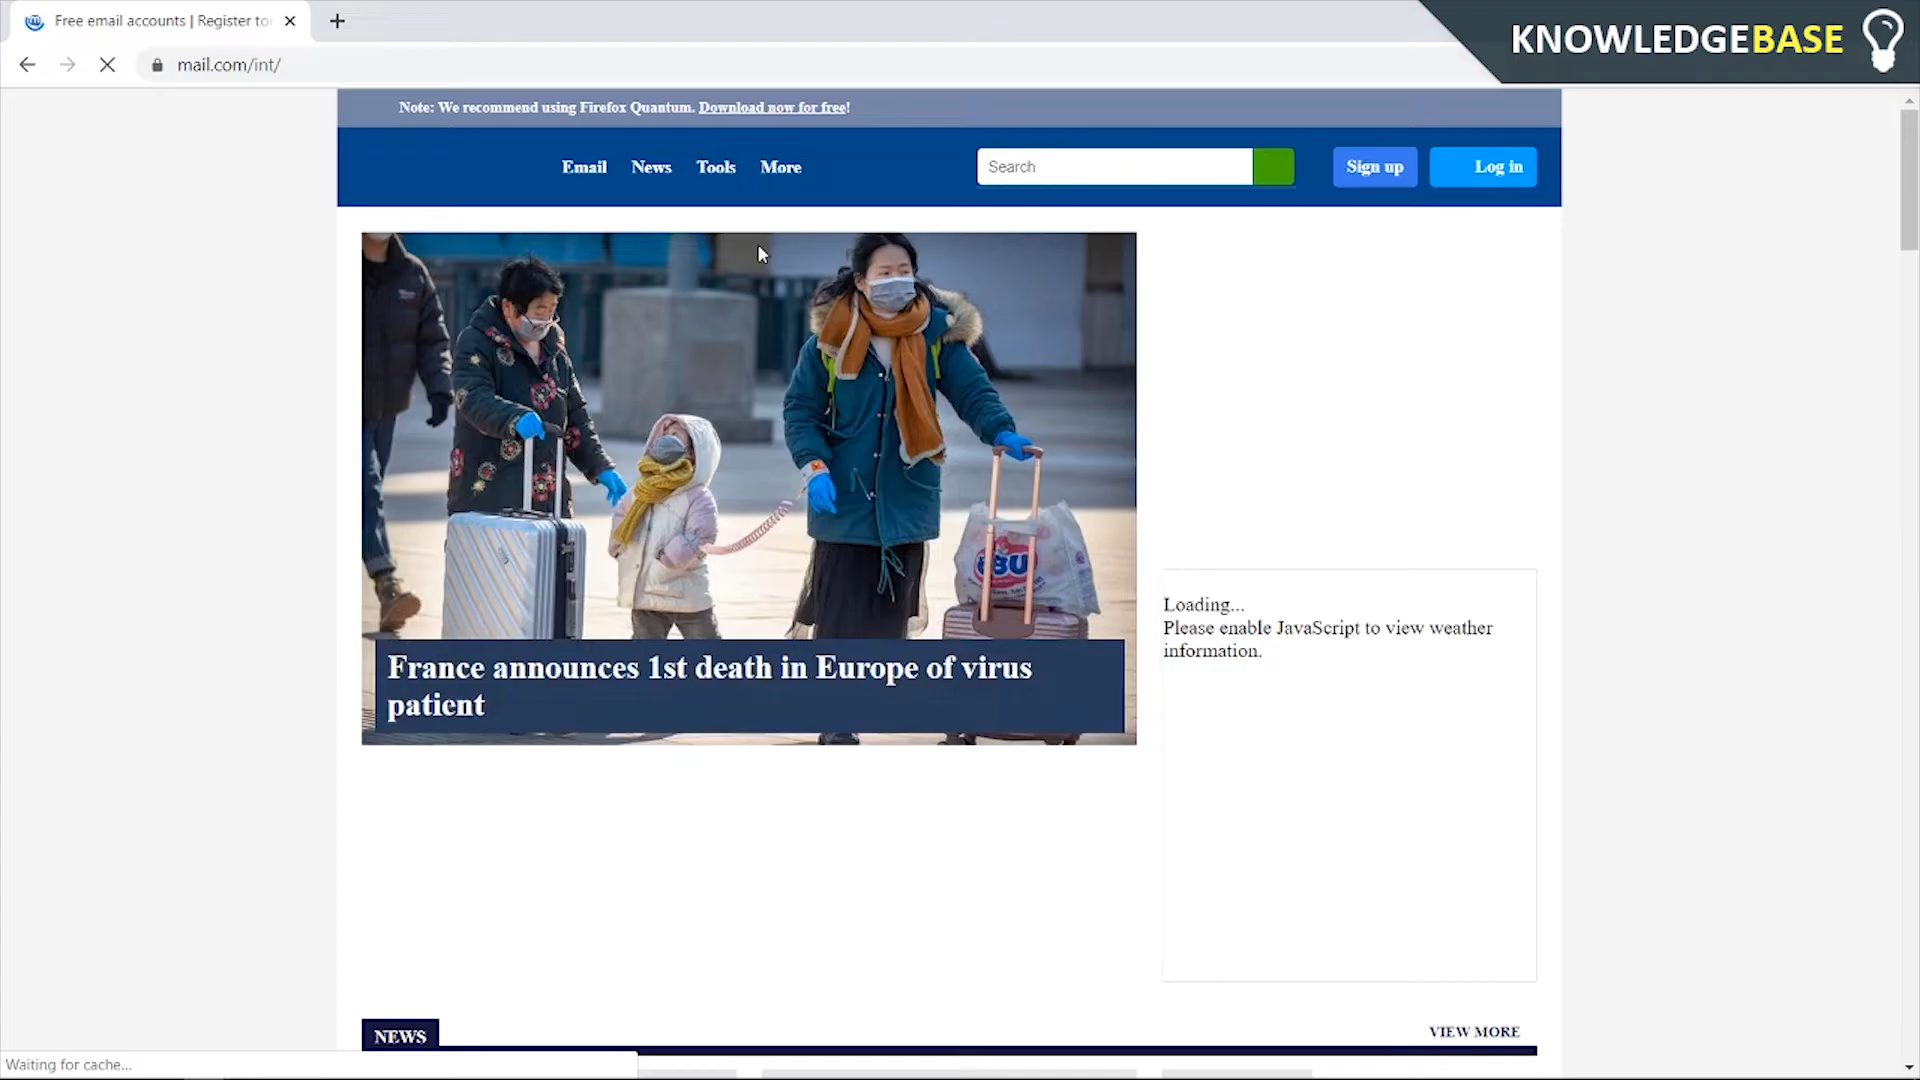 Free email accounts | Register to
KNOWLEDGEBASE
mail.com/int/
Note: We recommend using Firefox Quantum. Download now for free!
Email News Tools More
Search
Sign up
Log in
France announces 1st death in Europe of virus
patient
Loading...
Please enable JavaScript to view weather
information.
NEWS
VIEW MORE
Waiting for cache...